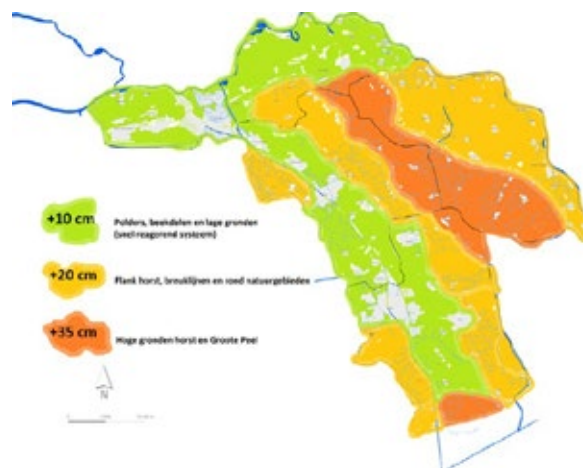 +10 cm
Polders, beekdelen en lage gronden
(snel reagerend systeem)
+20 cm
Flank horst, breuklijnen en rond natuurgebieden
+35 cm
Hoge gronden horst en Groote Peel
N